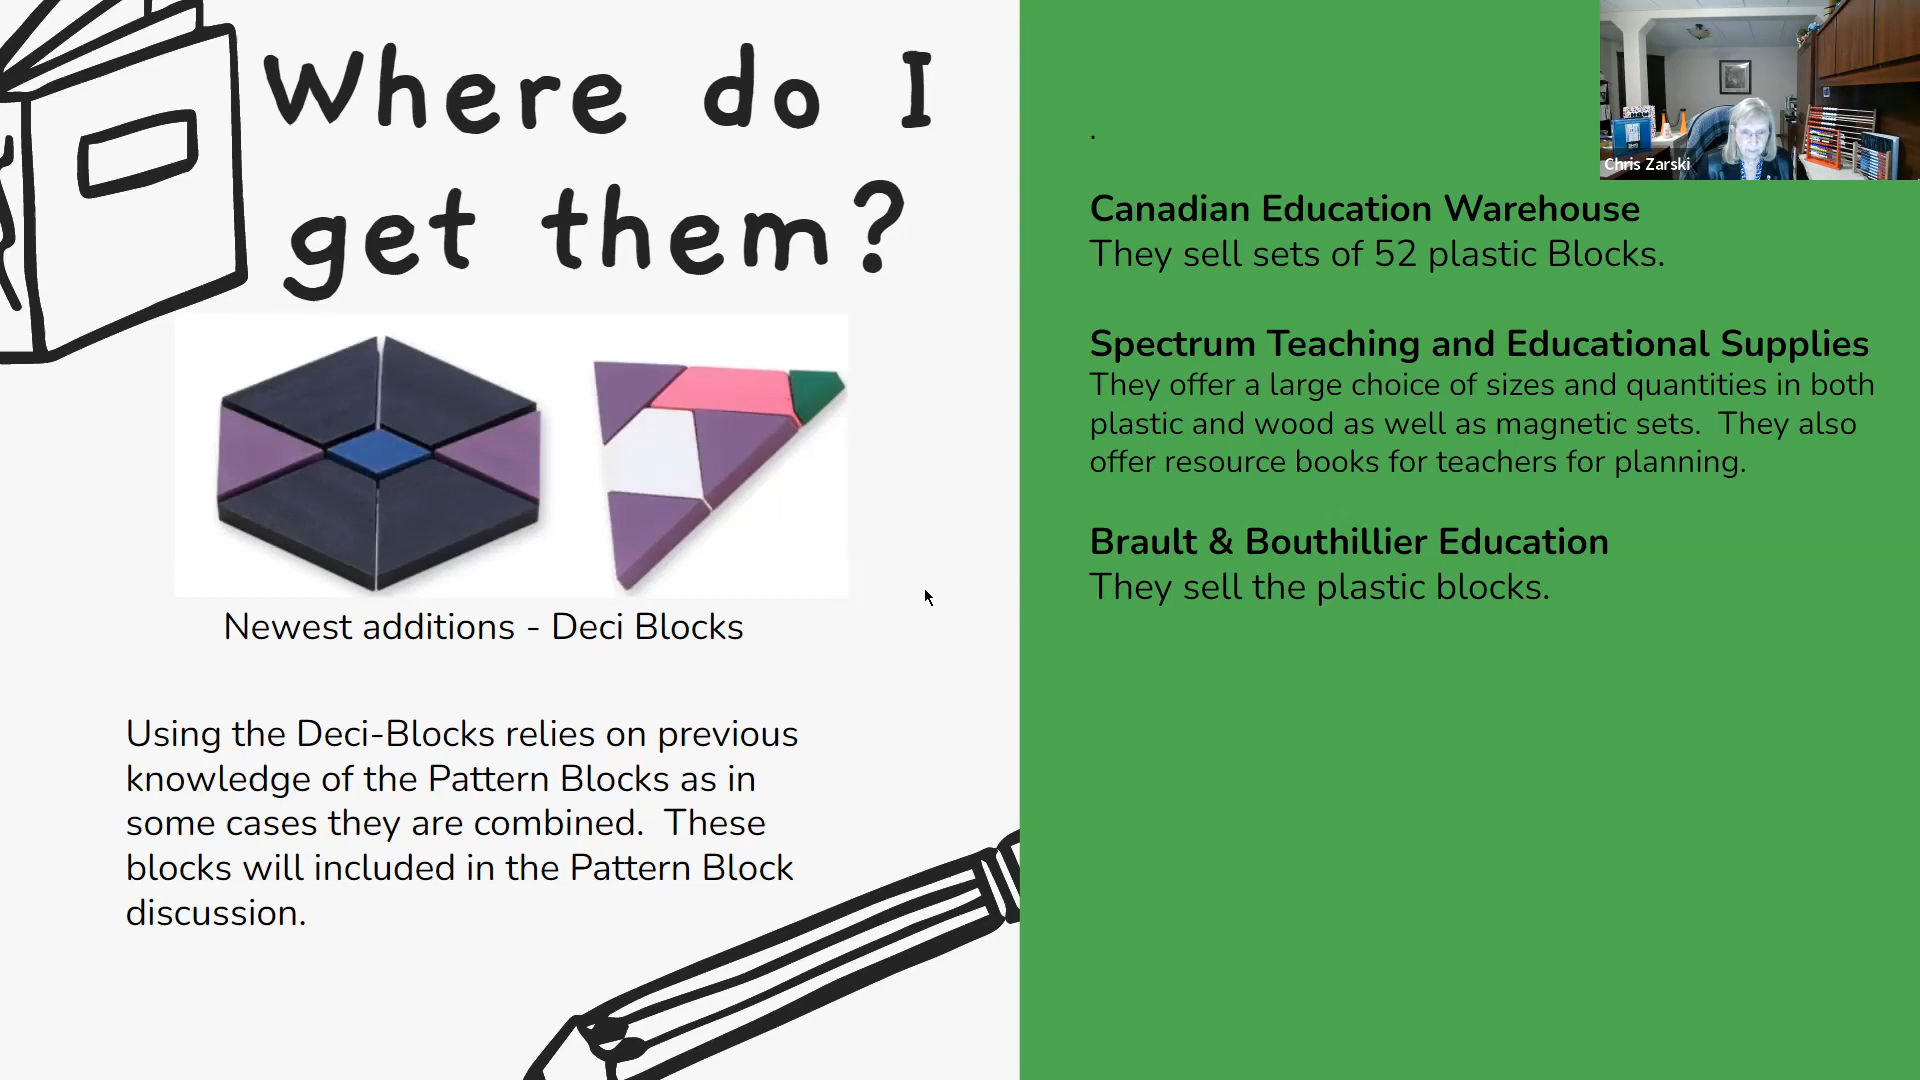 Where do I
get them?
Newest additions - Deci Blocks
Using the Deci-Blocks relies on previous
knowledge of the Pattern Blocks as in
some cases they are combined.  These
blocks will included in the Pattern Block
discussion.
.
Canadian Education Warehouse
They sell sets of 52 plastic Blocks.
Spectrum Teaching and Educational Supplies
They offer a large choice of sizes and quantities in both
plastic and wood as well as magnetic sets.  They also
offer resource books for teachers for planning.
Brault & Bouthillier Education
They sell the plastic blocks.
Chris Zarski